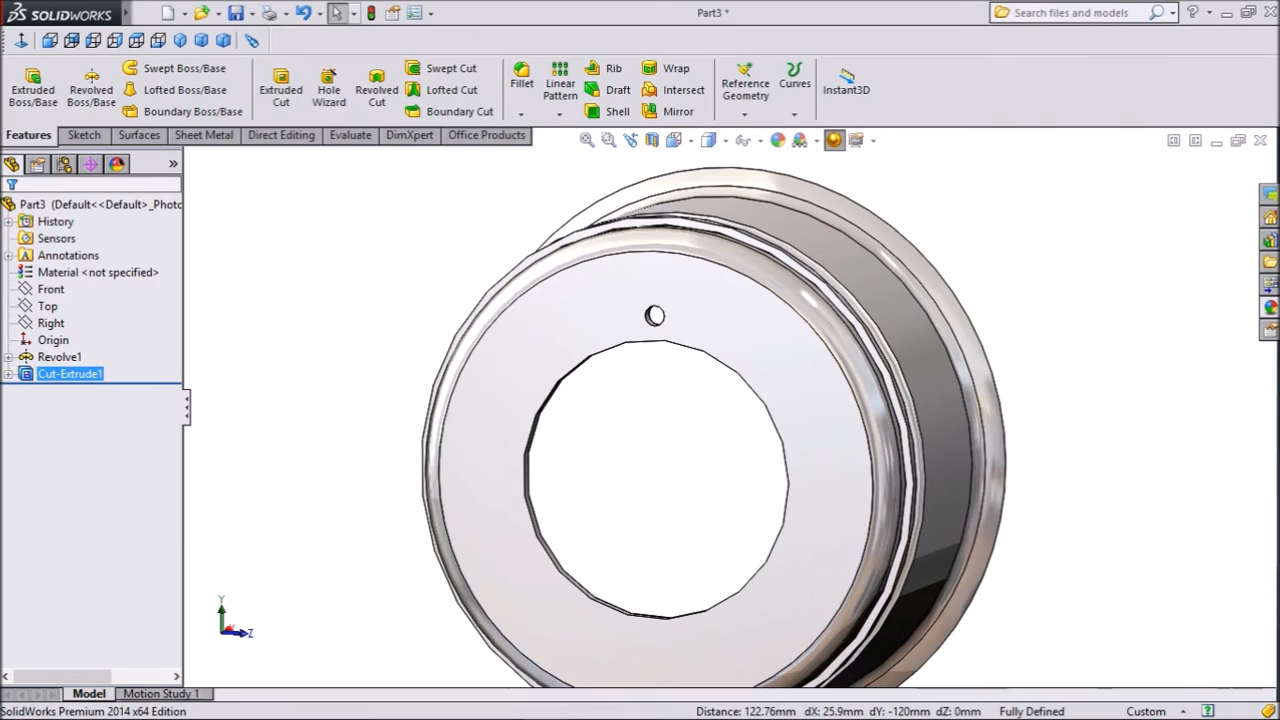 SOLIDWORKS
Part3 *
Search files and models
Extruded Boss/Base
Revolved Boss/Base
Swept Boss/Base
Lofted Boss/Base
Boundary Boss/Base
Extruded Cut
Hole Wizard
Revolved Cut
Swept Cut
Lofted Cut
Boundary Cut
Fillet
Linear Pattern
Rib
Draft
Shell
Wrap
Intersect
Mirror
Reference Geometry
Curves
Instant3D
Features
Sketch
Surfaces
Sheet Metal
Direct Editing
Evaluate
DimXpert
Office Products
Part3 (Default<<Default>_Photo
History
Sensors
Annotations
Material <not specified>
Front
Top
Right
Origin
Revolve1
Cut-Extrude1
Y
Z
Model
Motion Study 1
SolidWorks Premium 2014 x64 Edition
Distance: 122.76mm dX: 25.9mm dY: -120mm dZ: 0mm
Fully Defined
Custom